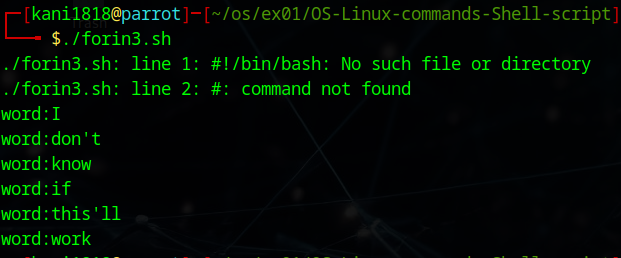 ┌─[kani1818@parrot]─[~/os/ex01/OS-Linux-commands-Shell-script]
└──╼ $./forin3.sh
./forin3.sh: line 1: #!/bin/bash: No such file or directory
./forin3.sh: line 2: #: command not found
word:I
word:don't
word:know
word:if
word:this'll
word:work